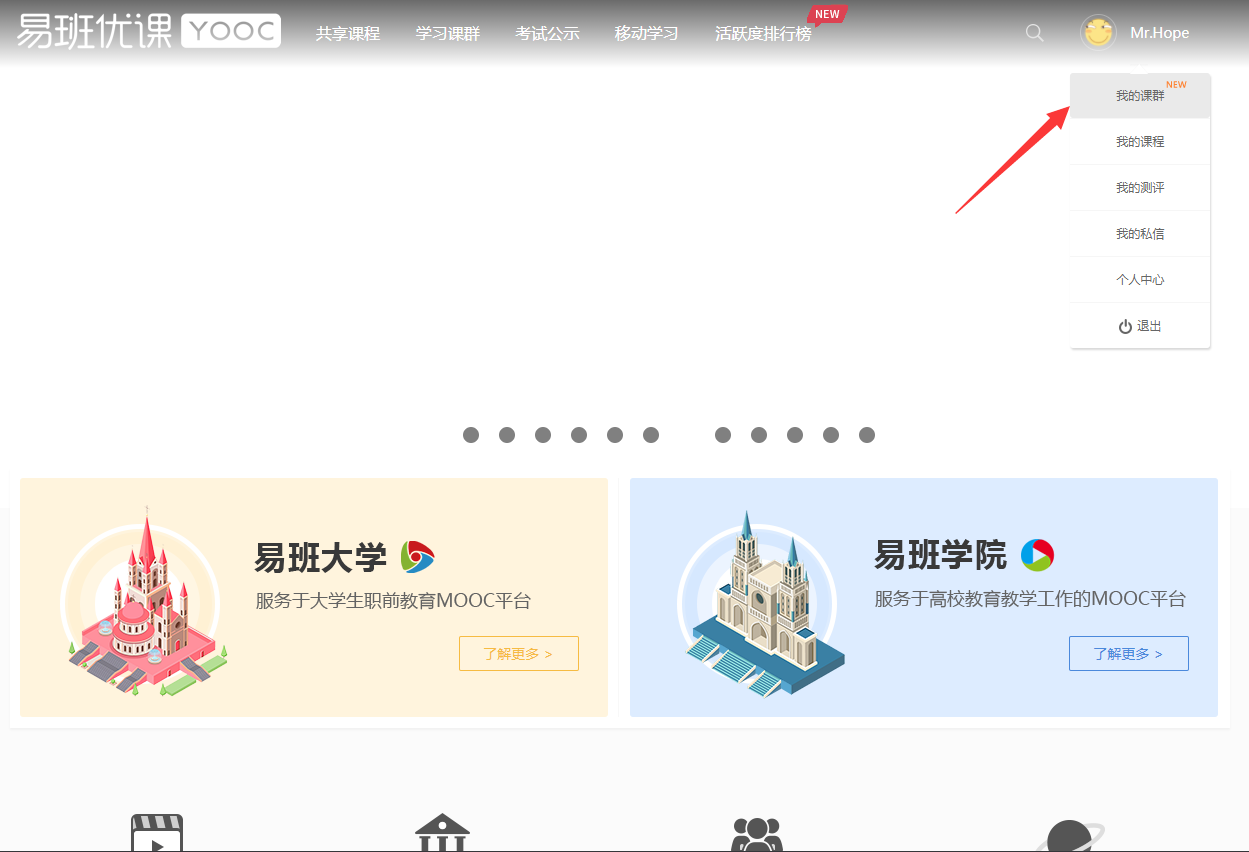 易班优课 YOOC
共享课程 学习课群 考试公示 移动学习 活跃度排行榜 NEW
Mr.Hope
我的课群 NEW
我的课程
我的测评
我的私信
个人中心
退出
易班大学
服务于大学生职前教育MOOC平台
了解更多 >
易班学院
服务于高校教育教学工作的MOOC平台
了解更多 >